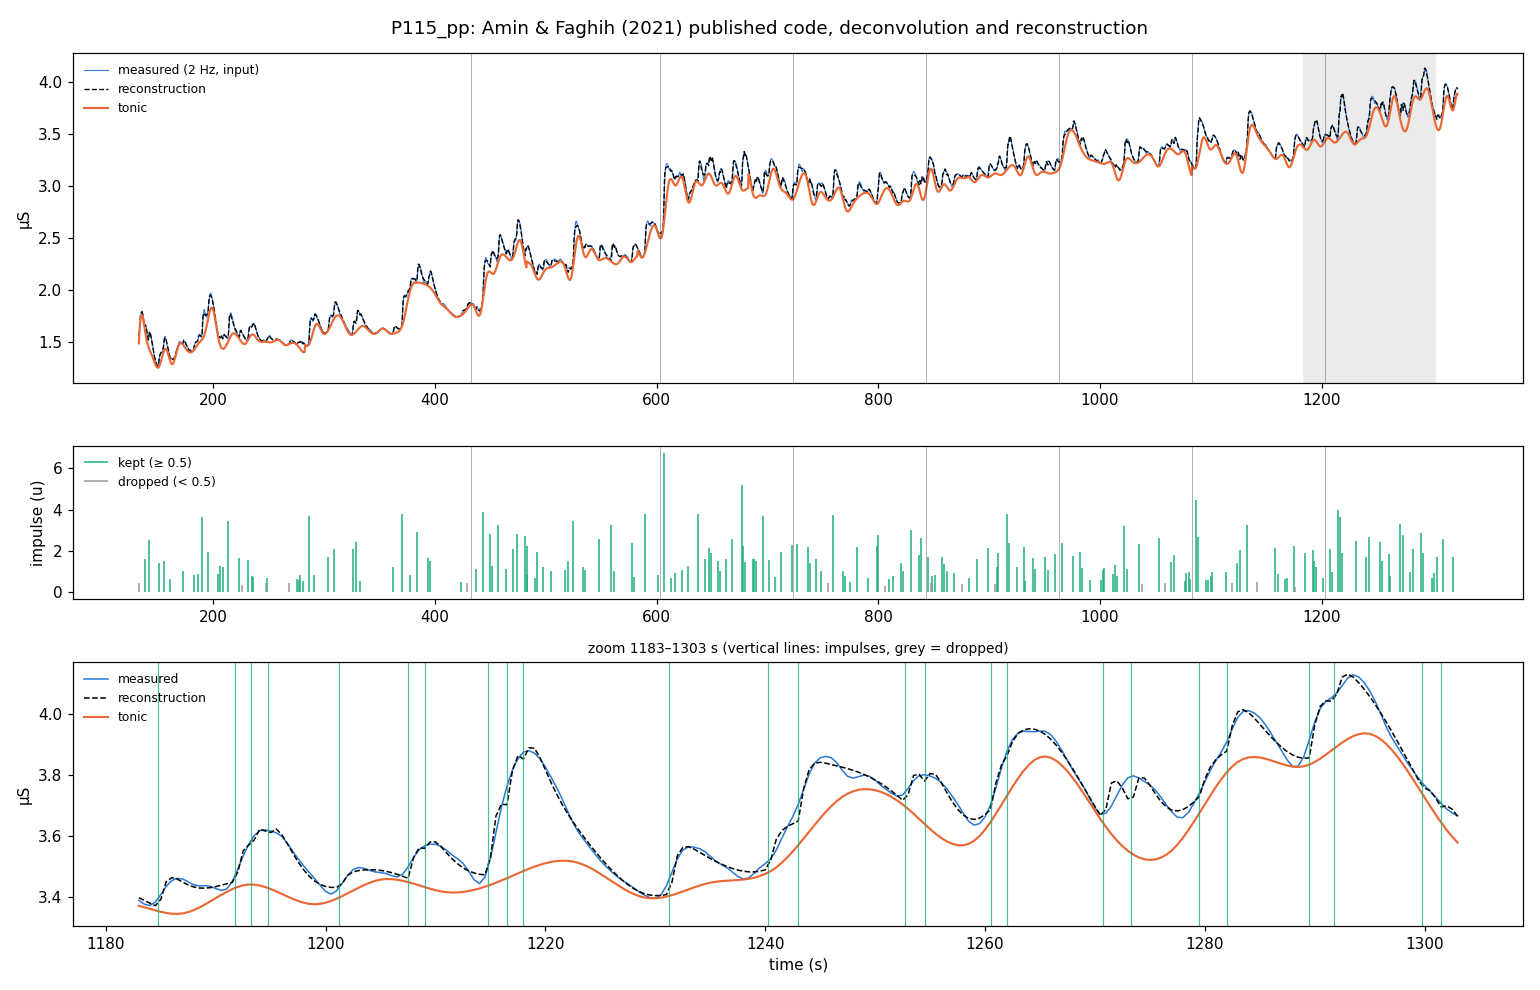 P115_pp: Amin & Faghih (2021) published code, deconvolution and reconstruction
measured (2 Hz, input)
reconstruction
tonic
µS
4.0
3.5
3.0
2.5
2.0
1.5
200 400 600 800 1000 1200
kept (≥ 0.5)
dropped (< 0.5)
impulse (u)
6
4
2
0
200 400 600 800 1000 1200
zoom 1183–1303 s (vertical lines: impulses, grey = dropped)
measured
reconstruction
tonic
µS
4.0
3.8
3.6
3.4
1180 1200 1220 1240 1260 1280 1300
time (s)